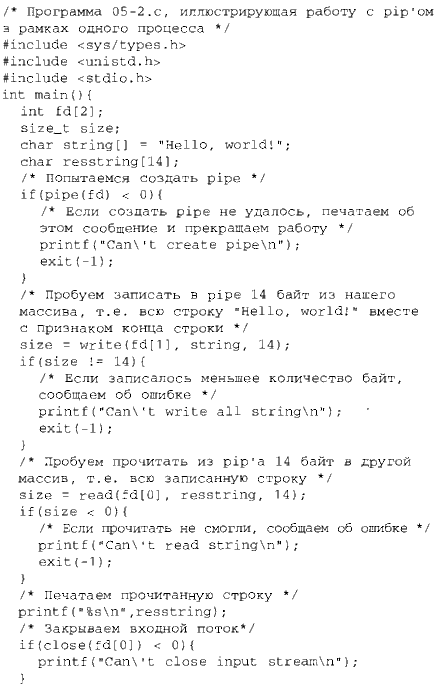 /* Программа 05-2.с, иллюстрирующая работу с pip'ом
в рамках одного процесса */
#include <sys/types.h>
#include <unistd.h>
#include <stdio.h>
int main(){
int fd[2];
size_t size;
char string[] = "Hello, world!";
char resstring[14];
/* Попытаемся создать pipe */
if(pipe(fd) < 0){
/* Если создать pipe не удалось, печатаем об
этом сообщение и прекращаем работу */
printf("Can\'t create pipe\n");
exit(-1);
}
/* Пробуем записать в pipe 14 байт из нашего
массива, т.е. всю строку "Hello, world!" вместе
с признаком конца строки */
size = write(fd[1], string, 14);
if(size != 14){
/* Если записалось меньшее количество байт,
сообщаем об ошибке */
printf("Can\'t write all string\n");
exit(-1);
}
/* Пробуем прочитать из pip'а 14 байт в другой
массив, т.е. всю записанную строку */
size = read(fd[0], resstring, 14);
if(size < 0){
/* Если прочитать не смогли, сообщаем об ошибке */
printf("Can\'t read string\n");
exit(-1);
}
/* Печатаем прочитанную строку */
printf("%s\n",resstring);
/* Закрываем входной поток*/
if(close(fd[0]) < 0){
printf("Can\'t close input stream\n");
}